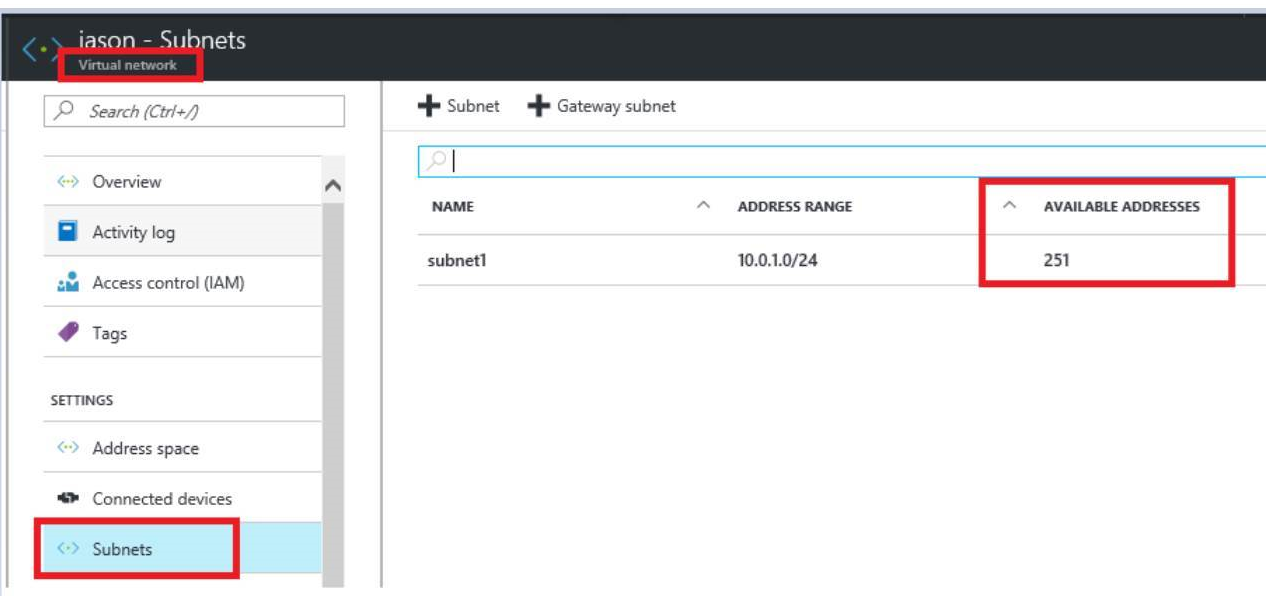 jason - Subnets
Virtual network
Search (Ctrl+/)
Overview
Activity log
Access control (IAM)
Tags
SETTINGS
Address space
Connected devices
Subnets
Subnet Gateway subnet
NAME ADDRESS RANGE AVAILABLE ADDRESSES
subnet1 10.0.1.0/24 251